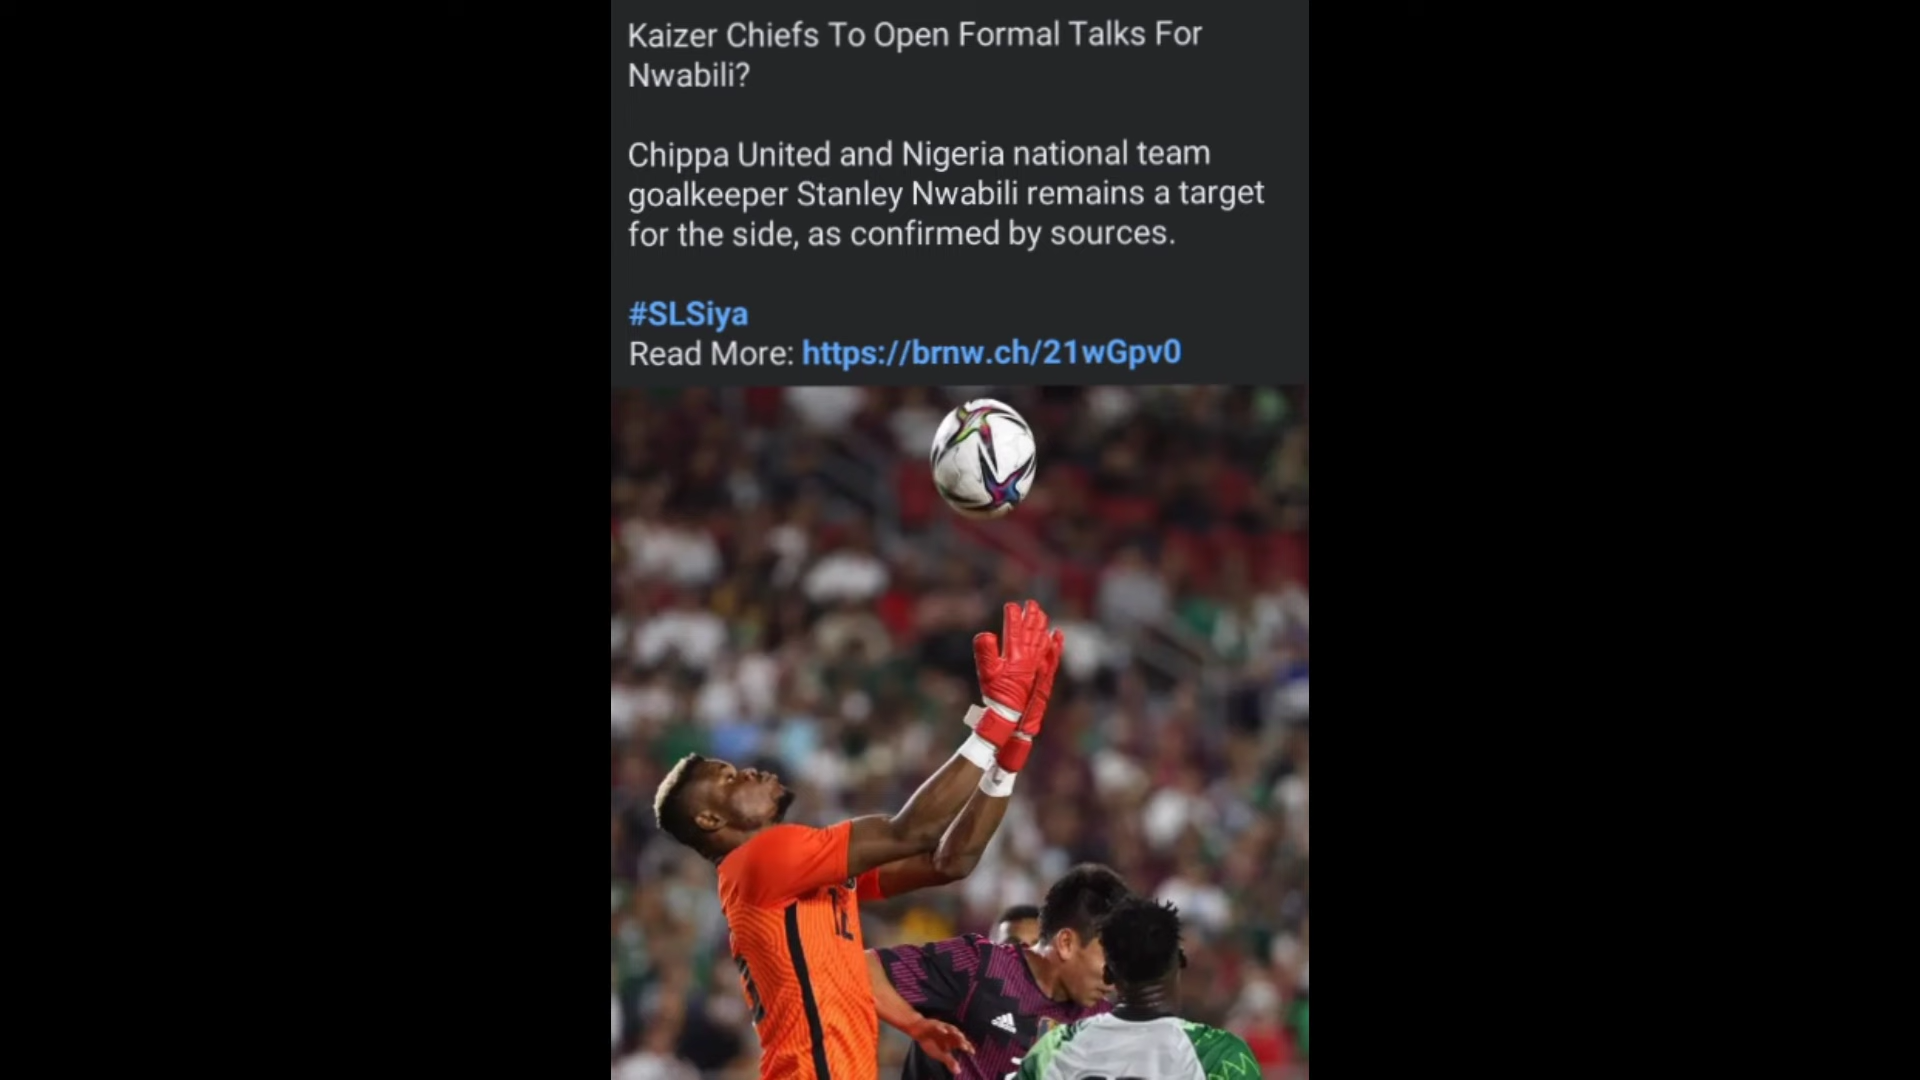 Kaizer Chiefs To Open Formal Talks For
Nwabili?
Chippa United and Nigeria national team
goalkeeper Stanley Nwabili remains a target
for the side, as confirmed by sources.
#SLSiya
Read More: https://brnw.ch/21wGpv0
12